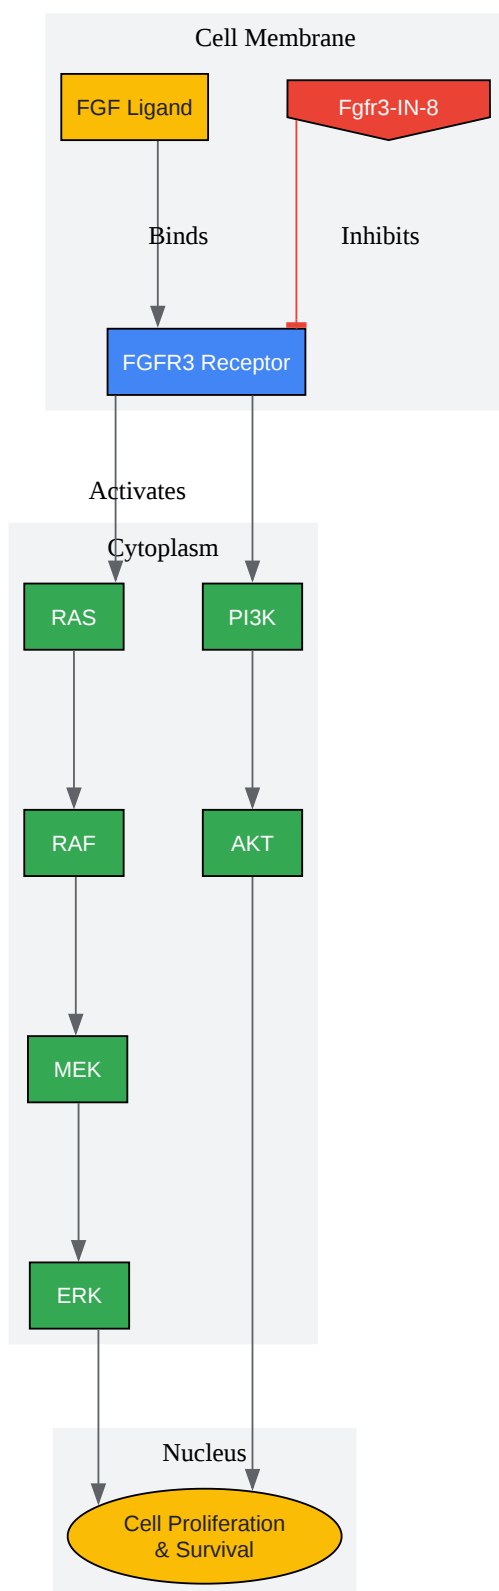 Cell Membrane
FGF Ligand
Fgfr3-IN-8
Binds
Inhibits
FGFR3 Receptor
Activates
Cytoplasm
RAS
PI3K
RAF
AKT
MEK
ERK
Nucleus
Cell Proliferation
& Survival